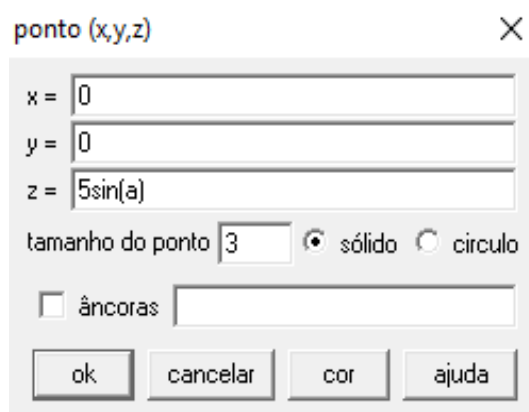 ponto (x,y,z)
x = 0
y = 0
z = 5sin(a)
tamanho do ponto 3 sólido circulo
âncoras
ok cancelar cor ajuda